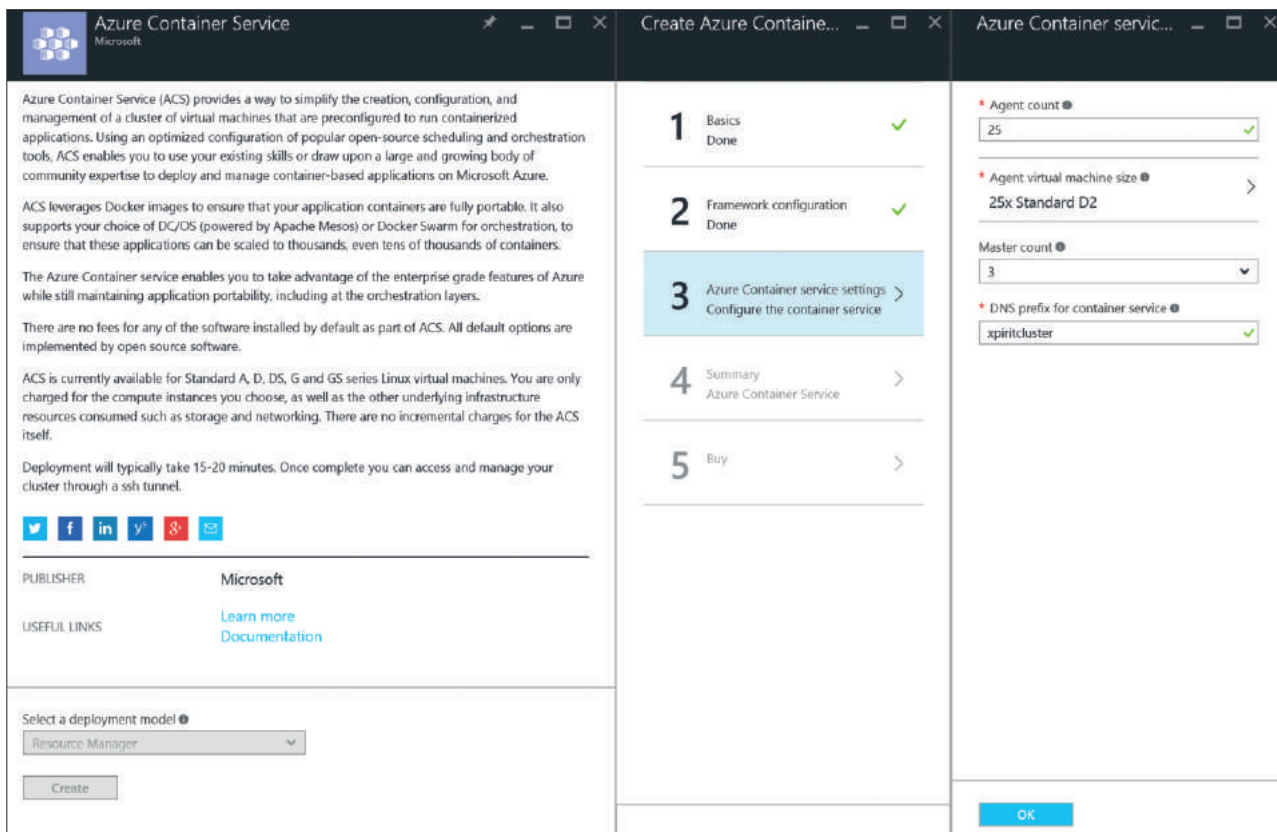 Azure Container Service
Microsoft
Azure Container Service (ACS) provides a way to simplify the creation, configuration, and
management of a cluster of virtual machines that are preconfigured to run containerized
applications. Using an optimized configuration of popular open-source scheduling and orchestration
tools, ACS enables you to use your existing skills or draw upon a large and growing body of
community expertise to deploy and manage container-based applications on Microsoft Azure.
ACS leverages Docker images to ensure that your application containers are fully portable. It also
supports your choice of DC/OS (powered by Apache Mesos) or Docker Swarm for orchestration, to
ensure that these applications can be scaled to thousands, even tens of thousands of containers.
The Azure Container service enables you to take advantage of the enterprise grade features of Azure
while still maintaining application portability, including at the orchestration layers.
There are no fees for any of the software installed by default as part of ACS. All default options are
implemented by open source software.
ACS is currently available for Standard A, D, DS, G and GS series Linux virtual machines. You are only
charged for the compute instances you choose, as well as the other underlying infrastructure
resources consumed such as storage and networking. There are no incremental charges for the ACS
itself.
Deployment will typically take 15-20 minutes. Once complete you can access and manage your
cluster through a ssh tunnel.
PUBLISHER Microsoft
USEFUL LINKS Learn more
Documentation
Select a deployment model
Resource Manager
Create
Create Azure Containe...
1 Basics
Done
2 Framework configuration
Done
3 Azure Container service settings
Configure the container service
4 Summary
Azure Container Service
5 Buy
Azure Container servic...
* Agent count
25
* Agent virtual machine size
25x Standard D2
Master count
3
* DNS prefix for container service
xpiritcluster
OK